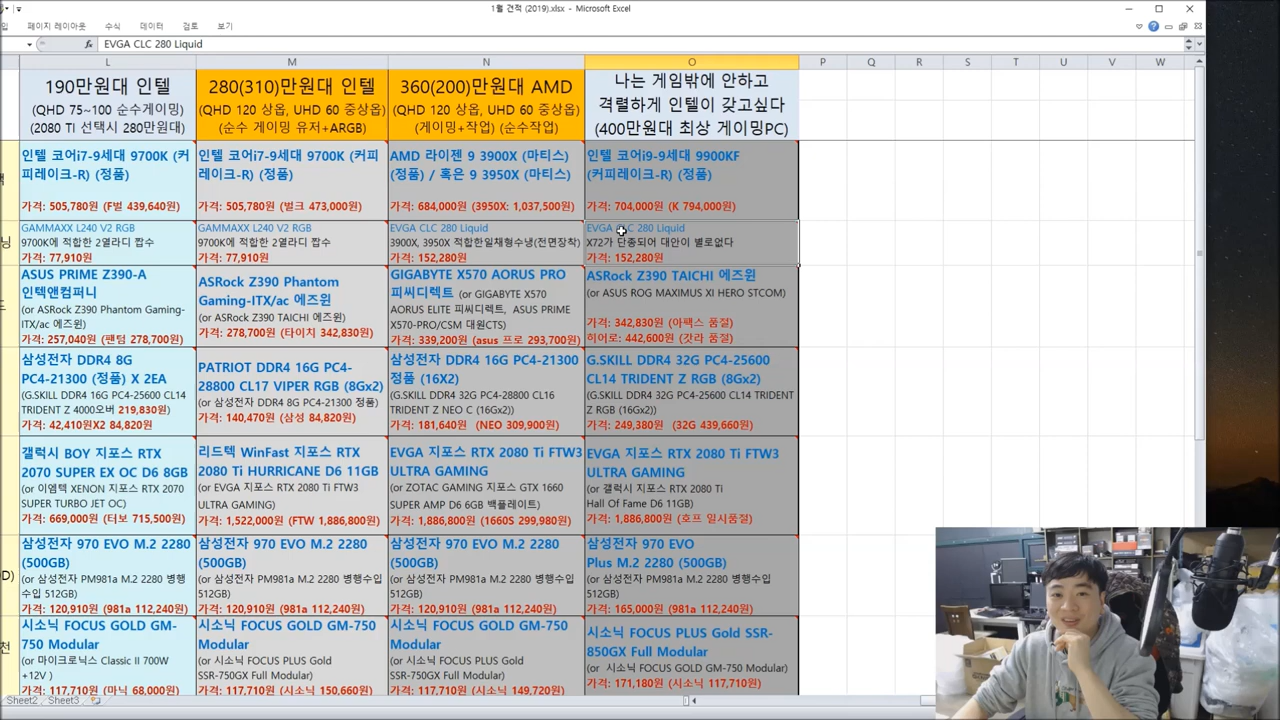 1월 견적 (2019).xlsx - Microsoft Excel
입 페이지 레이아웃 수식 데이터 검토 보기
fx EVGA CLC 280 Liquid
L M N O P Q R S T U V W
190만원대 인텔
(QHD 75~100 순수게이밍)
(2080 TI 선택시 280만원대)
280(310)만원대 인텔
(QHD 120 상옵, UHD 60 중상옵)
(순수 게이밍 유저+ARGB)
360(200)만원대 AMD
(QHD 120 상옵, UHD 60 중상옵)
(게이밍+작업) (순수작업)
나는 게임밖에 안하고
격렬하게 인텔이 갖고싶다
(400만원대 최상 게이밍PC)
인텔 코어i7-9세대 9700K (커
피레이크-R) (정품)
가격: 505,780원 (F벌 439,640원)
인텔 코어i7-9세대 9700K (커피
레이크-R) (정품)
가격: 505,780원 (벌크 473,000원)
AMD 라이젠 9 3900X (마티스)
(정품) / 혹은 9 3950X (마티스)
가격: 684,000원 (3950X: 1,037,500원)
인텔 코어i9-9세대 9900KF
(커피레이크-R) (정품)
가격: 704,000원 (K 794,000원)
닝
GAMMAXX L240 V2 RGB
9700K에 적합한 2열라디 짭수
가격: 77,910원
GAMMAXX L240 V2 RGB
9700K에 적합한 2열라디 짭수
가격: 77,910원
EVGA CLC 280 Liquid
3900X, 3950X 적합한일체형수냉(전면장착)
가격: 152,280원
EVGA CLC 280 Liquid
X72가 단종되어 대안이 별로없다
가격: 152,280원
드
ASUS PRIME Z390-A
인텍앤컴퍼니
(or ASRock Z390 Phantom Gaming-
ITX/ac 에즈윈)
가격: 257,040원 (팬텀 278,700원)
ASRock Z390 Phantom
Gaming-ITX/ac 에즈윈
(or ASRock Z390 TAICHI 에즈윈)
가격: 278,700원 (타이치 342,830원)
GIGABYTE X570 AORUS PRO
피씨디렉트 (or GIGABYTE X570
AORUS ELITE 피씨디렉트, ASUS PRIME
X570-PRO/CSM 대원CTS)
가격: 339,200원 (asus 프로 293,700원)
ASRock Z390 TAICHI 에즈윈
(or ASUS ROG MAXIMUS XI HERO STCOM)
가격: 342,830원 (아팩스 품절)
히어로: 442,600원 (갓라 품절)
삼성전자 DDR4 8G
PC4-21300 (정품) X 2EA
(G.SKILL DDR4 16G PC4-25600 CL14
TRIDENT Z 4000오버 219,830원)
가격: 42,410원X2 84,820원
PATRIOT DDR4 16G PC4-
28800 CL17 VIPER RGB (8Gx2)
(or 삼성전자 DDR4 8G PC4-21300 정품)
가격: 140,470원 (삼성 84,820원)
삼성전자 DDR4 16G PC4-21300
정품 (16X2)
(G.SKILL DDR4 32G PC4-28800 CL16
TRIDENT Z NEO C (16Gx2))
가격: 181,640원 (NEO 309,900원)
G.SKILL DDR4 32G PC4-25600
CL14 TRIDENT Z RGB (8Gx2)
(or G.SKILL DDR4 32G PC4-25600 CL14 TRIDENT
Z RGB (16Gx2))
가격: 249,380원 (32G 439,660원)
갤럭시 BOY 지포스 RTX
2070 SUPER EX OC D6 8GB
(or 이엠텍 XENON 지포스 RTX 2070
SUPER TURBO JET OC)
가격: 669,000원 (터보 715,500원)
리드텍 WinFast 지포스 RTX
2080 Ti HURRICANE D6 11GB
(or EVGA 지포스 RTX 2080 Ti FTW3
ULTRA GAMING)
가격: 1,522,000원 (FTW 1,886,800원)
EVGA 지포스 RTX 2080 Ti FTW3
ULTRA GAMING
(or ZOTAC GAMING 지포스 GTX 1660
SUPER AMP D6 6GB 백플레이트)
가격: 1,886,800원 (1660S 299,980원)
EVGA 지포스 RTX 2080 Ti FTW3
ULTRA GAMING
(or 갤럭시 지포스 RTX 2080 Ti
Hall Of Fame D6 11GB)
가격: 1,886,800원 (호프 일시품절)
D)
삼성전자 970 EVO M.2 2280
(500GB)
(or 삼성전자 PM981a M.2 2280 병행
수입 512GB)
가격: 120,910원 (981a 112,240원)
삼성전자 970 EVO M.2 2280
(500GB)
(or 삼성전자 PM981a M.2 2280 병행수입
512GB)
가격: 120,910원 (981a 112,240원)
삼성전자 970 EVO M.2 2280
(500GB)
(or 삼성전자 PM981a M.2 2280 병행수입
512GB)
가격: 120,910원 (981a 112,240원)
삼성전자 970 EVO
Plus M.2 2280 (500GB)
(or 삼성전자 PM981a M.2 2280 병행수입
512GB)
가격: 165,000원 (981a 112,240원)
천
시소닉 FOCUS GOLD GM-
750 Modular
(or 마이크로닉스 Classic II 700W
+12V )
가격: 117,710원 (마닉 68,000원)
시소닉 FOCUS GOLD GM-750
Modular
(or 시소닉 FOCUS PLUS Gold
SSR-750GX Full Modular)
가격: 117,710원 (시소닉 150,660원)
시소닉 FOCUS GOLD GM-750
Modular
(or 시소닉 FOCUS PLUS Gold
SSR-750GX Full Modular)
가격: 117,710원 (시소닉 149,720원)
시소닉 FOCUS PLUS Gold SSR-
850GX Full Modular
(or 시소닉 FOCUS GOLD GM-750 Modular)
가격: 171,180원 (시소닉 117,710원)
Sheet2 Sheet3